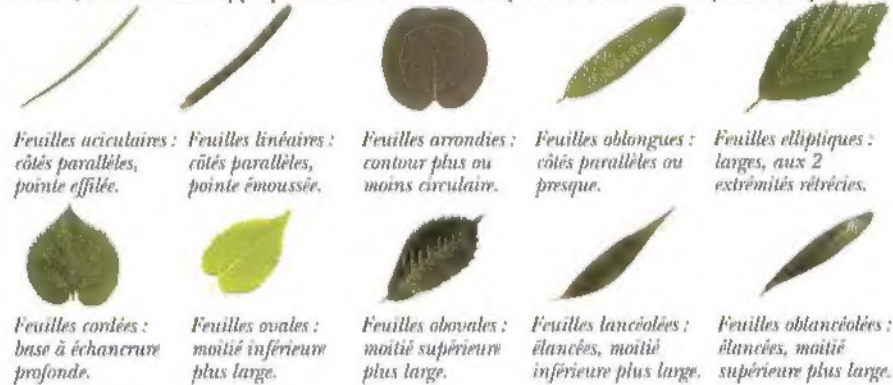 Feuilles aciculaires :
côtés parallèles,
pointe effilée.
Feuilles linéaires :
côtés parallèles,
pointe émoussée.
Feuilles arrondies :
contour plus ou
moins circulaire.
Feuilles oblongues :
côtés parallèles ou
presque.
Feuilles elliptiques :
larges, aux 2
extrémités rétrécies.
Feuilles cordées :
base à échancrure
profonde.
Feuilles ovales :
moitié inférieure
plus large.
Feuilles obovales :
moitié supérieure
plus large.
Feuilles lancéolées :
élancées, moitié
inférieure plus large.
Feuilles oblancéolées :
élancées, moitié
supérieure plus large.